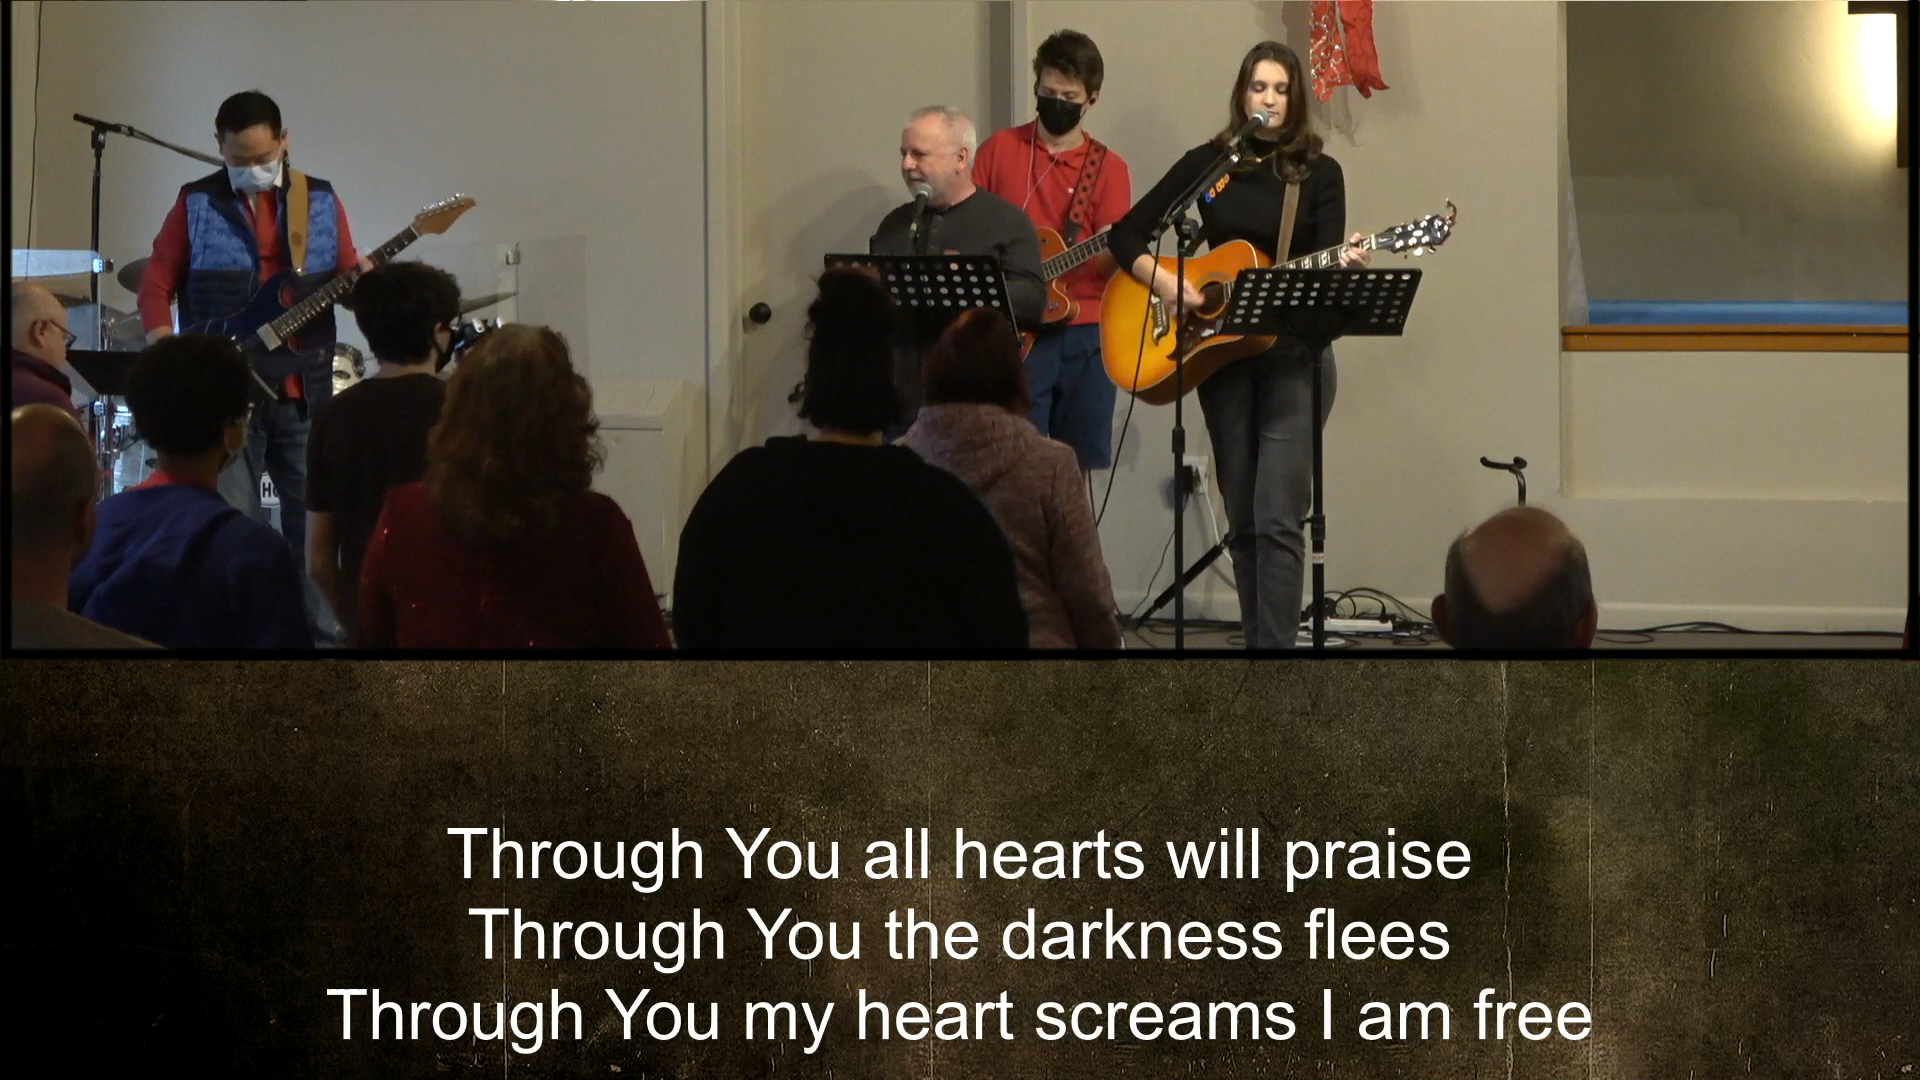 Through You all hearts will praise
Through You the darkness flees
Through You my heart screams I am free